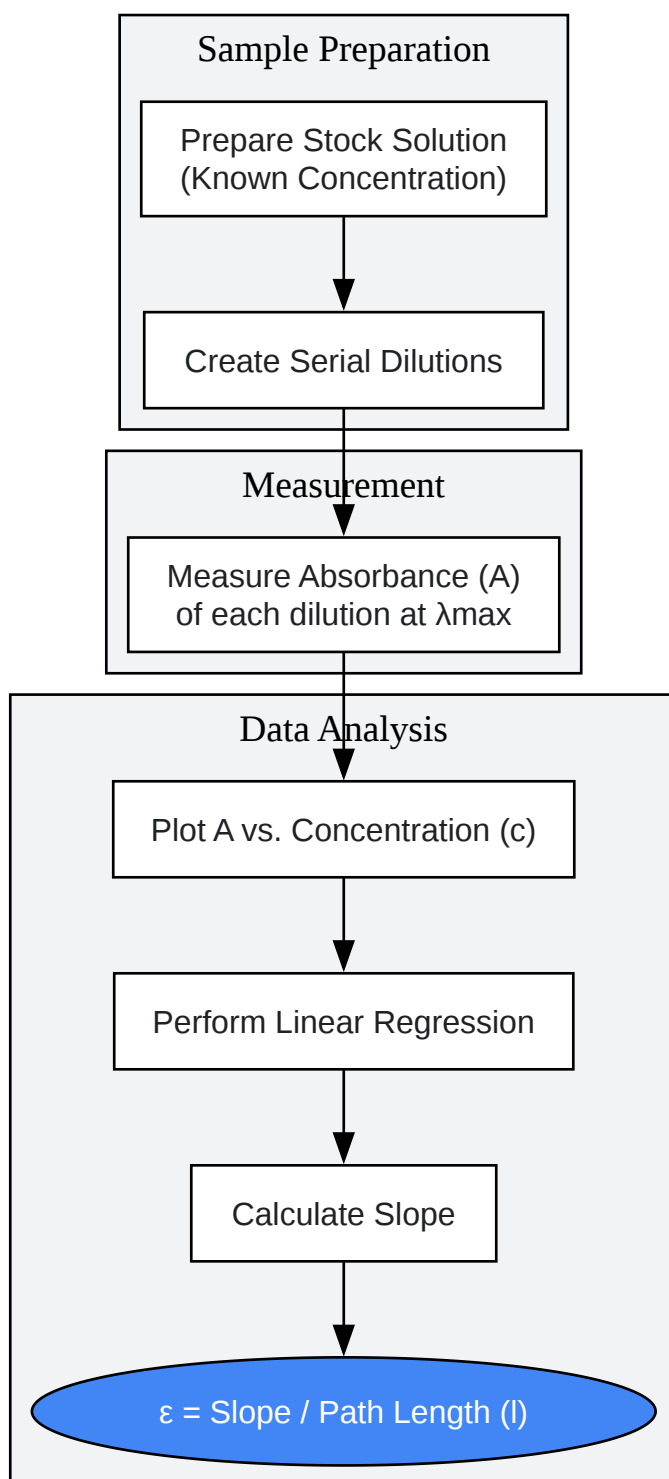 Sample Preparation
Prepare Stock Solution
(Known Concentration)
Create Serial Dilutions
Measurement
Measure Absorbance (A)
of each dilution at λmax
Data Analysis
Plot A vs. Concentration (c)
Perform Linear Regression
Calculate Slope
ε = Slope / Path Length (l)